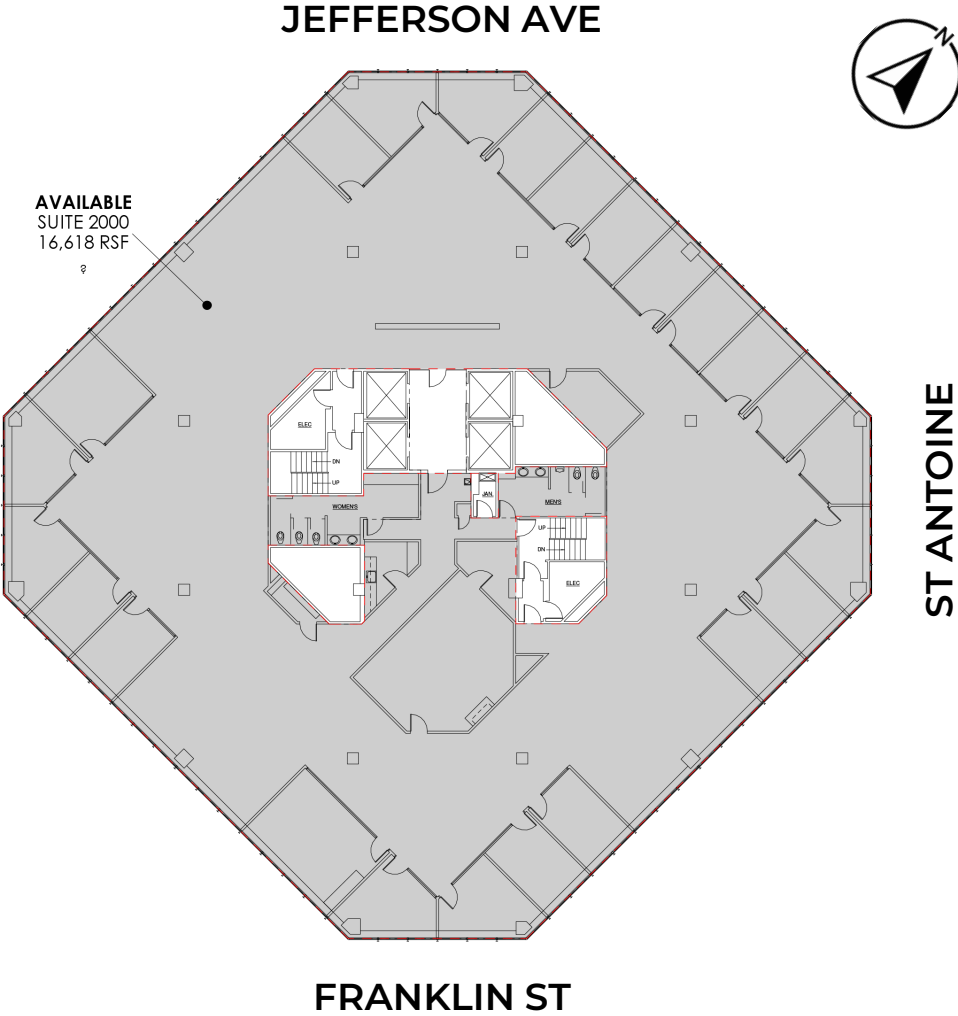 JEFFERSON AVE
N
AVAILABLE
SUITE 2000
16,618 RSF
?
ELEC
DN
UP
WOMEN'S
JAN.
MEN'S
UP
DN
ELEC
ST ANTOINE
FRANKLIN ST